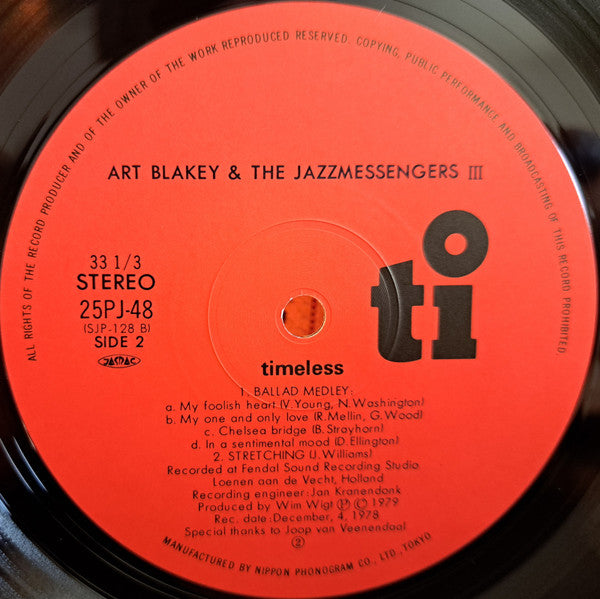 ALL RIGHTS OF THE RECORD PRODUCER AND OF THE OWNER OF THE WORK REPRODUCED RESERVED. COPYING, PUBLIC PERFORMANCE AND BROADCASTING OF THIS RECORD PROHIBITED.
ART BLAKEY & THE JAZZMESSENGERS III
33 1/3
STEREO
25PJ-48
(SJP-128 B)
SIDE 2
JASRAC
ti
timeless
1. BALLAD MEDLEY:
a. My foolish heart (V. Young, N. Washington)
b. My one and only love (R. Mellin, G. Wood)
c. Chelsea bridge (B. Strayhorn)
d. In a sentimental mood (D. Ellington)
2. STRETCHING (J. Williams)
Recorded at Fendal Sound Recording Studio
Loenen aan de Vecht, Holland
Recording engineer: Jan Kranendonk
Produced by Wim Wigt Ⓟ © 1979
Rec. date: December, 4, 1978
Special thanks to Joop van Veenendaal
②
MANUFACTURED BY NIPPON PHONOGRAM CO., LTD., TOKYO